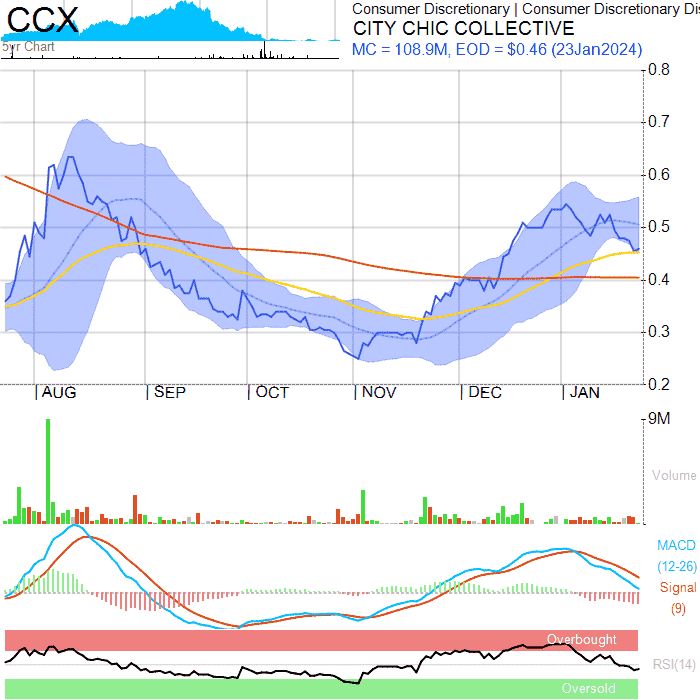 CCX
5yr Chart
Consumer Discretionary | Consumer Discretionary Dis
CITY CHIC COLLECTIVE
MC = 108.9M, EOD = $0.46 (23Jan2024)
0.8
0.7
0.6
0.5
0.4
0.3
0.2
| AUG | SEP | OCT | NOV | DEC | JAN
9M
Volume
MACD
(12-26)
Signal
(9)
Overbought
RSI(14)
Oversold